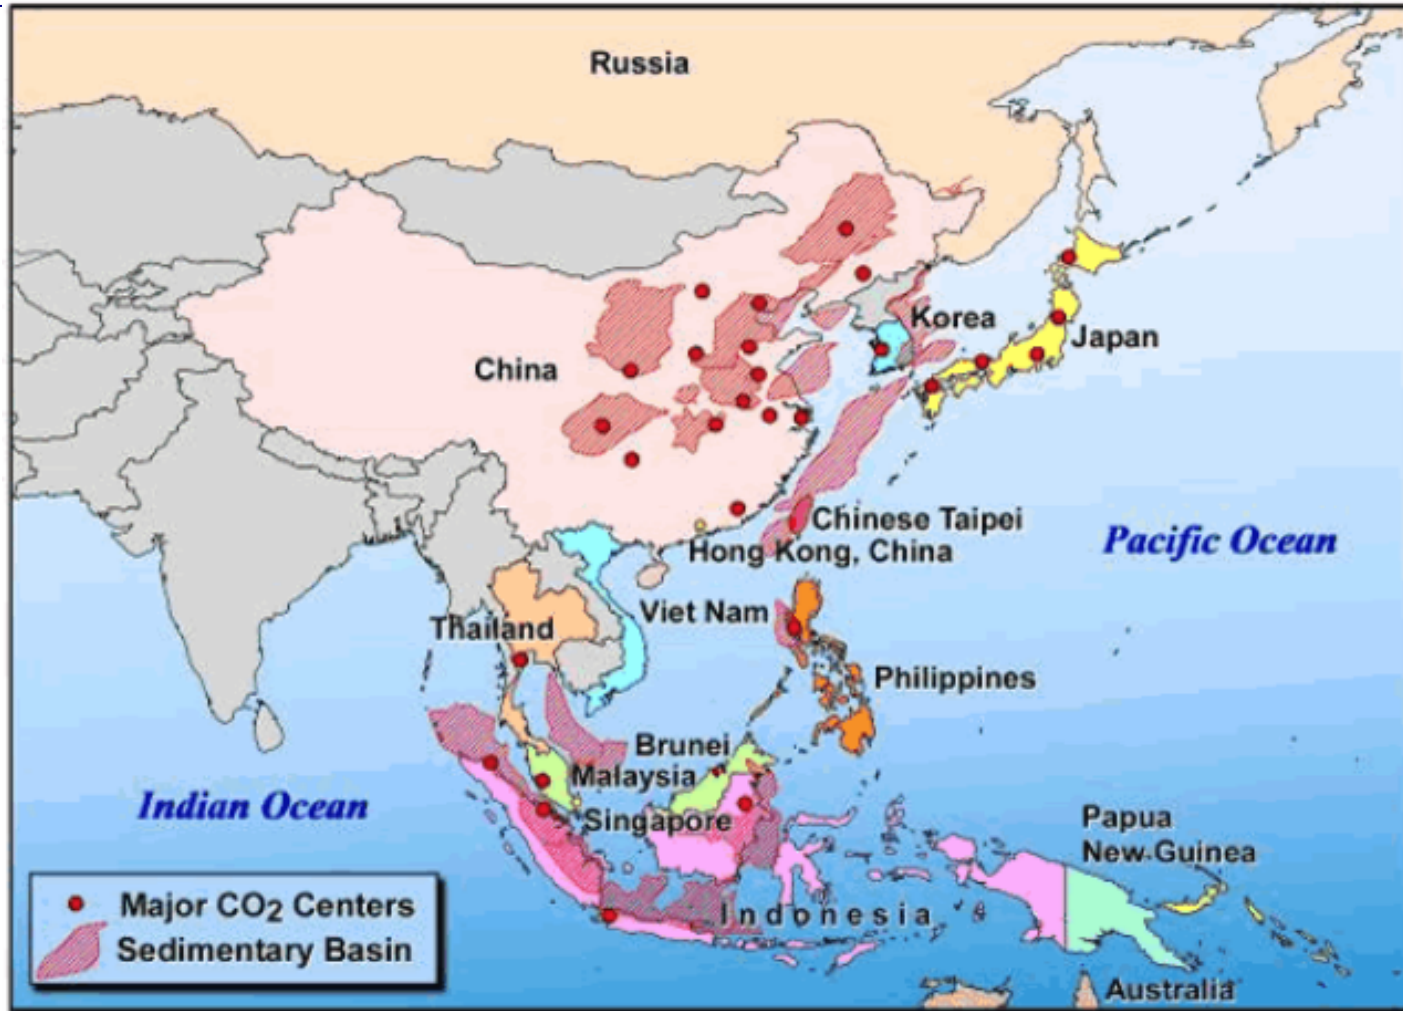 Russia
Korea
Japan
China
Chinese Taipei
Pacific Ocean
Hong Kong, China
Viet Nam
Thailand
Philippines
Brunei
Malaysia
Indian Ocean
Singapore
Papua
New Guinea
Major CO2 Centers
Indonesia
Sedimentary Basin
Australia